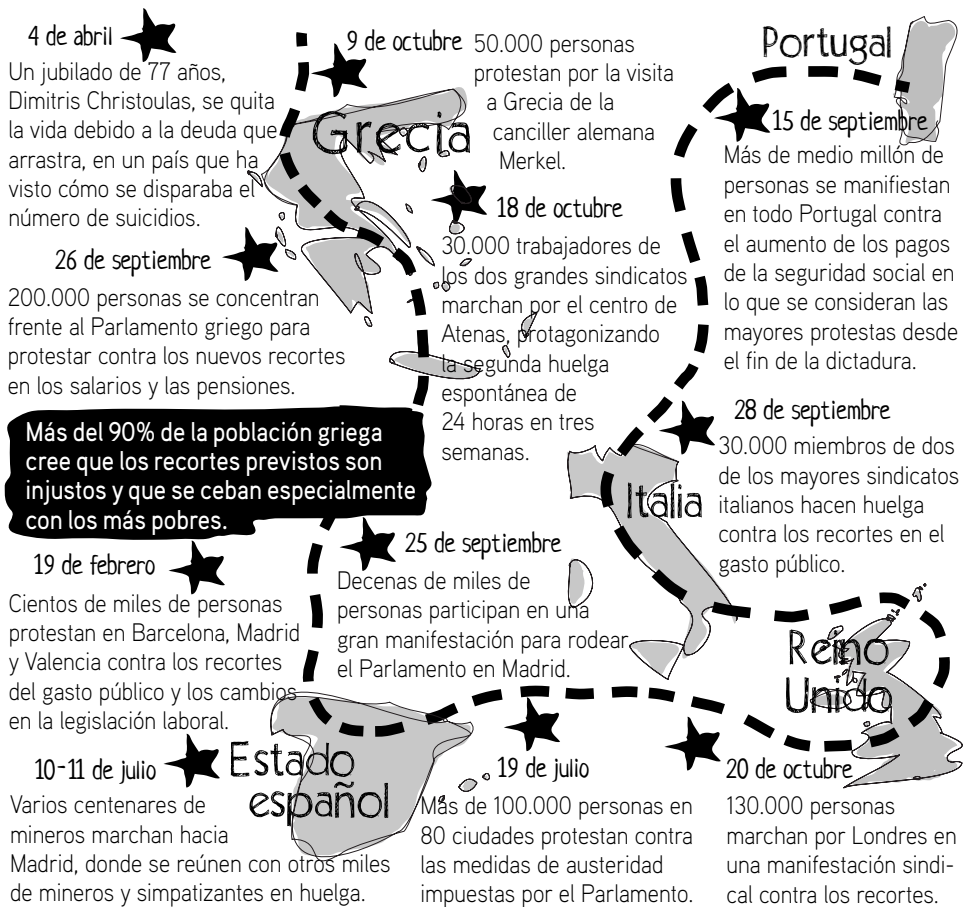 4 de abril
Un jubilado de 77 años,
Dimitris Christoulas, se quita
la vida debido a la deuda que
arrastra, en un país que ha
visto cómo se disparaba el
número de suicidios.
26 de septiembre
200.000 personas se concentran
frente al Parlamento griego para
protestar contra los nuevos recortes
en los salarios y las pensiones.
Grecia
9 de octubre
50.000 personas
protestan por la visita
a Grecia de la
canciller alemana
Merkel.
18 de octubre
30.000 trabajadores de
los dos grandes sindicatos
marchan por el centro de
Atenas, protagonizando
la segunda huelga
espontánea de
24 horas en tres
semanas.
Más del 90% de la población griega
cree que los recortes previstos son
injustos y que se ceban especialmente
con los más pobres.
Portugal
15 de septiembre
Más de medio millón de
personas se manifiestan
en todo Portugal contra
el aumento de los pagos
de la seguridad social en
lo que se consideran las
mayores protestas desde
el fin de la dictadura.
28 de septiembre
30.000 miembros de dos
de los mayores sindicatos
italianos hacen huelga
contra los recortes en el
gasto público.
Italia
19 de febrero
Cientos de miles de personas
protestan en Barcelona, Madrid
y Valencia contra los recortes
del gasto público y los cambios
en la legislación laboral.
25 de septiembre
Decenas de miles de
personas participan en una
gran manifestación para rodear
el Parlamento en Madrid.
10-11 de julio
Varios centenares de
mineros marchan hacia
Madrid, donde se reúnen con otros miles
de mineros y simpatizantes en huelga.
Estado
español
19 de julio
Más de 100.000 personas en
80 ciudades protestan contra
las medidas de austeridad
impuestas por el Parlamento.
Reino
Unido
20 de octubre
130.000 personas
marchan por Londres en
una manifestación sindi-
cal contra los recortes.